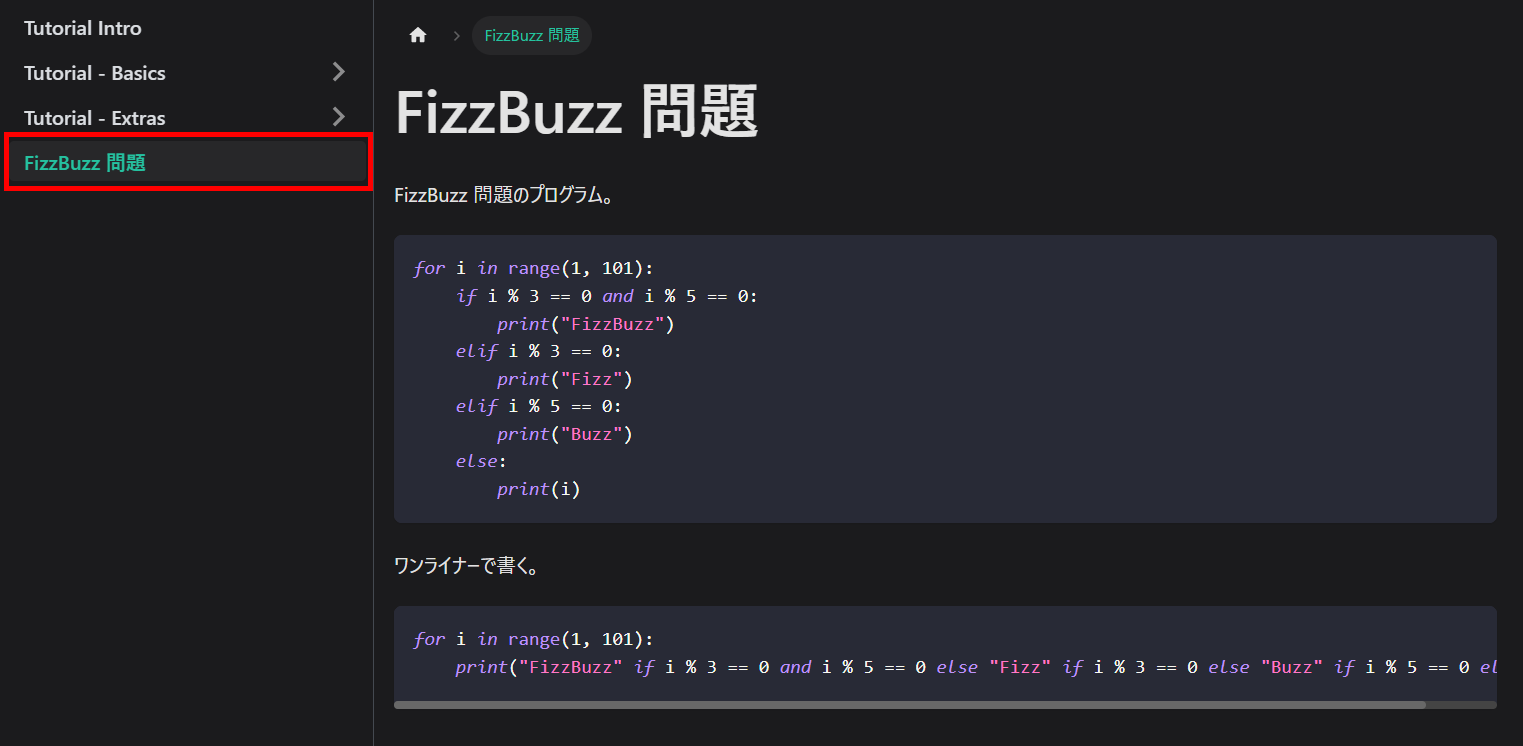 Tutorial Intro
Tutorial - Basics
Tutorial - Extras
FizzBuzz 問題
FizzBuzz 問題
FizzBuzz 問題
FizzBuzz 問題のプログラム。
for i in range(1, 101):
    if i % 3 == 0 and i % 5 == 0:
        print("FizzBuzz")
    elif i % 3 == 0:
        print("Fizz")
    elif i % 5 == 0:
        print("Buzz")
    else:
        print(i)
ワンライナーで書く。
for i in range(1, 101):
    print("FizzBuzz" if i % 3 == 0 and i % 5 == 0 else "Fizz" if i % 3 == 0 else "Buzz" if i % 5 == 0